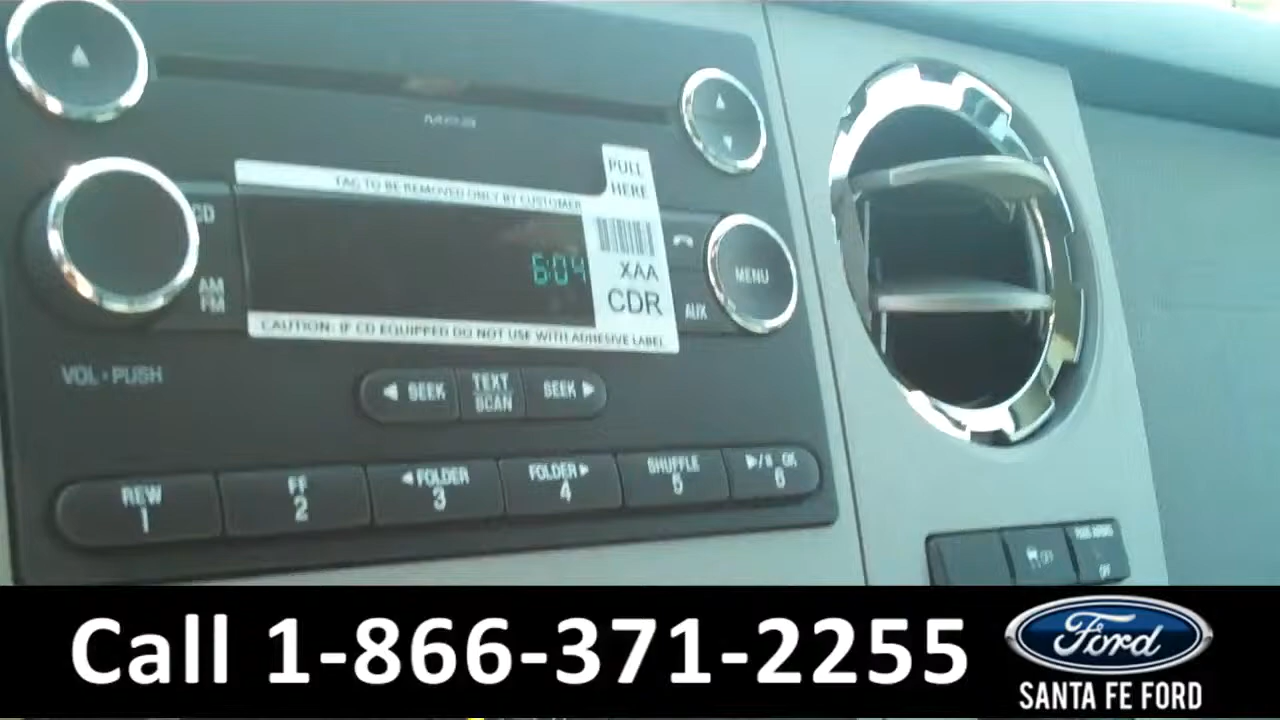 MP3
PULL
HERE
TAG TO BE REMOVED ONLY BY CUSTOMER
CD
6:04
XAA
CDR
MENU
AM
FM
AUX
CAUTION: IF CD EQUIPPED DO NOT USE WITH ADHESIVE LABEL
VOL • PUSH
◄ SEEK
TEXT
SCAN
SEEK ►
REW
1
FF
2
◄ FOLDER
3
FOLDER ►
4
SHUFFLE
5
►/II OK
6
OFF
OFF
Call 1-866-371-2255
Ford
SANTA FE FORD